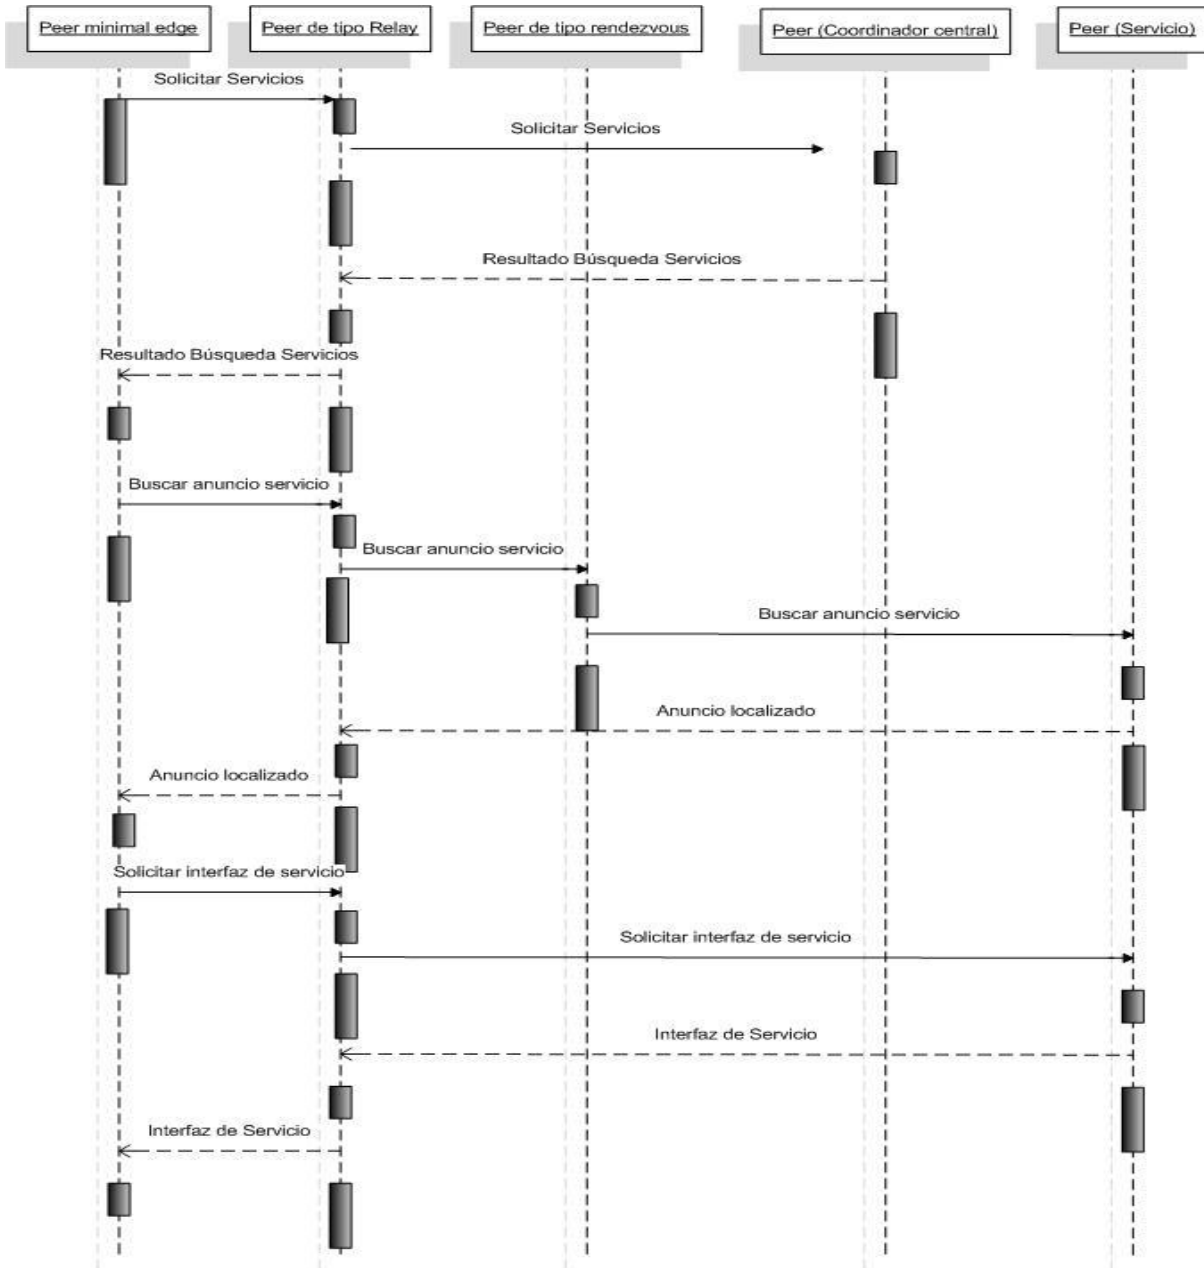 Peer minimal edge
Peer de tipo Relay
Peer de tipo rendezvous
Peer (Coordinador central)
Peer (Servicio)
Solicitar Servicios
Solicitar Servicios
Resultado Búsqueda Servicios
Resultado Búsqueda Servicios
Buscar anuncio servicio
Buscar anuncio servicio
Buscar anuncio servicio
Anuncio localizado
Anuncio localizado
Solicitar interfaz de servicio
Solicitar interfaz de servicio
Interfaz de Servicio
Interfaz de Servicio